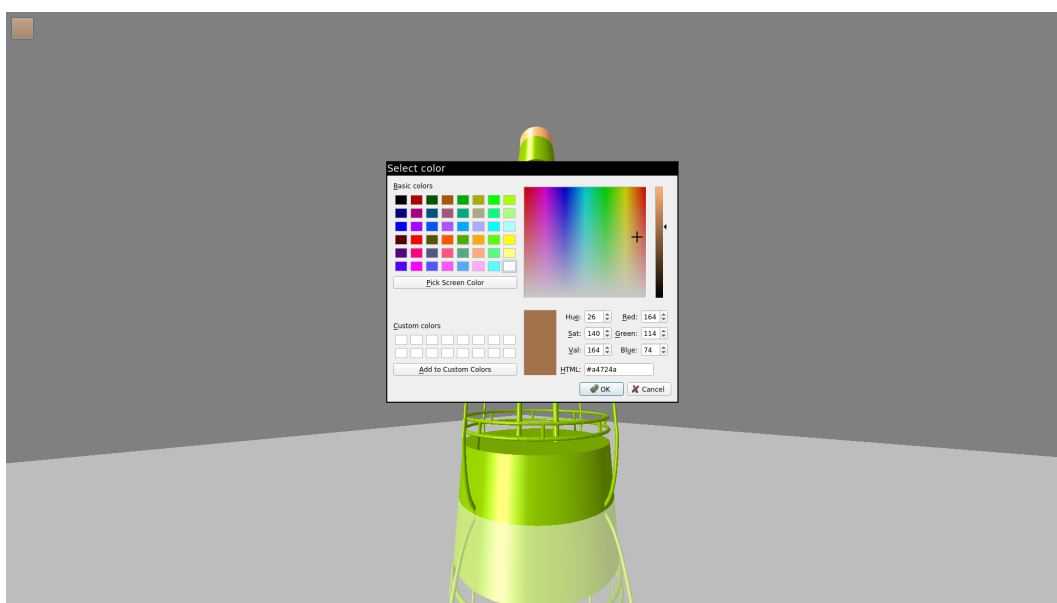 Select color
Basic colors
Pick Screen Color
Custom colors
Add to Custom Colors
Hue: 26 Red: 164
Sat: 140 Green: 114
Val: 164 Blue: 74
HTML: #a4724a
OK Cancel